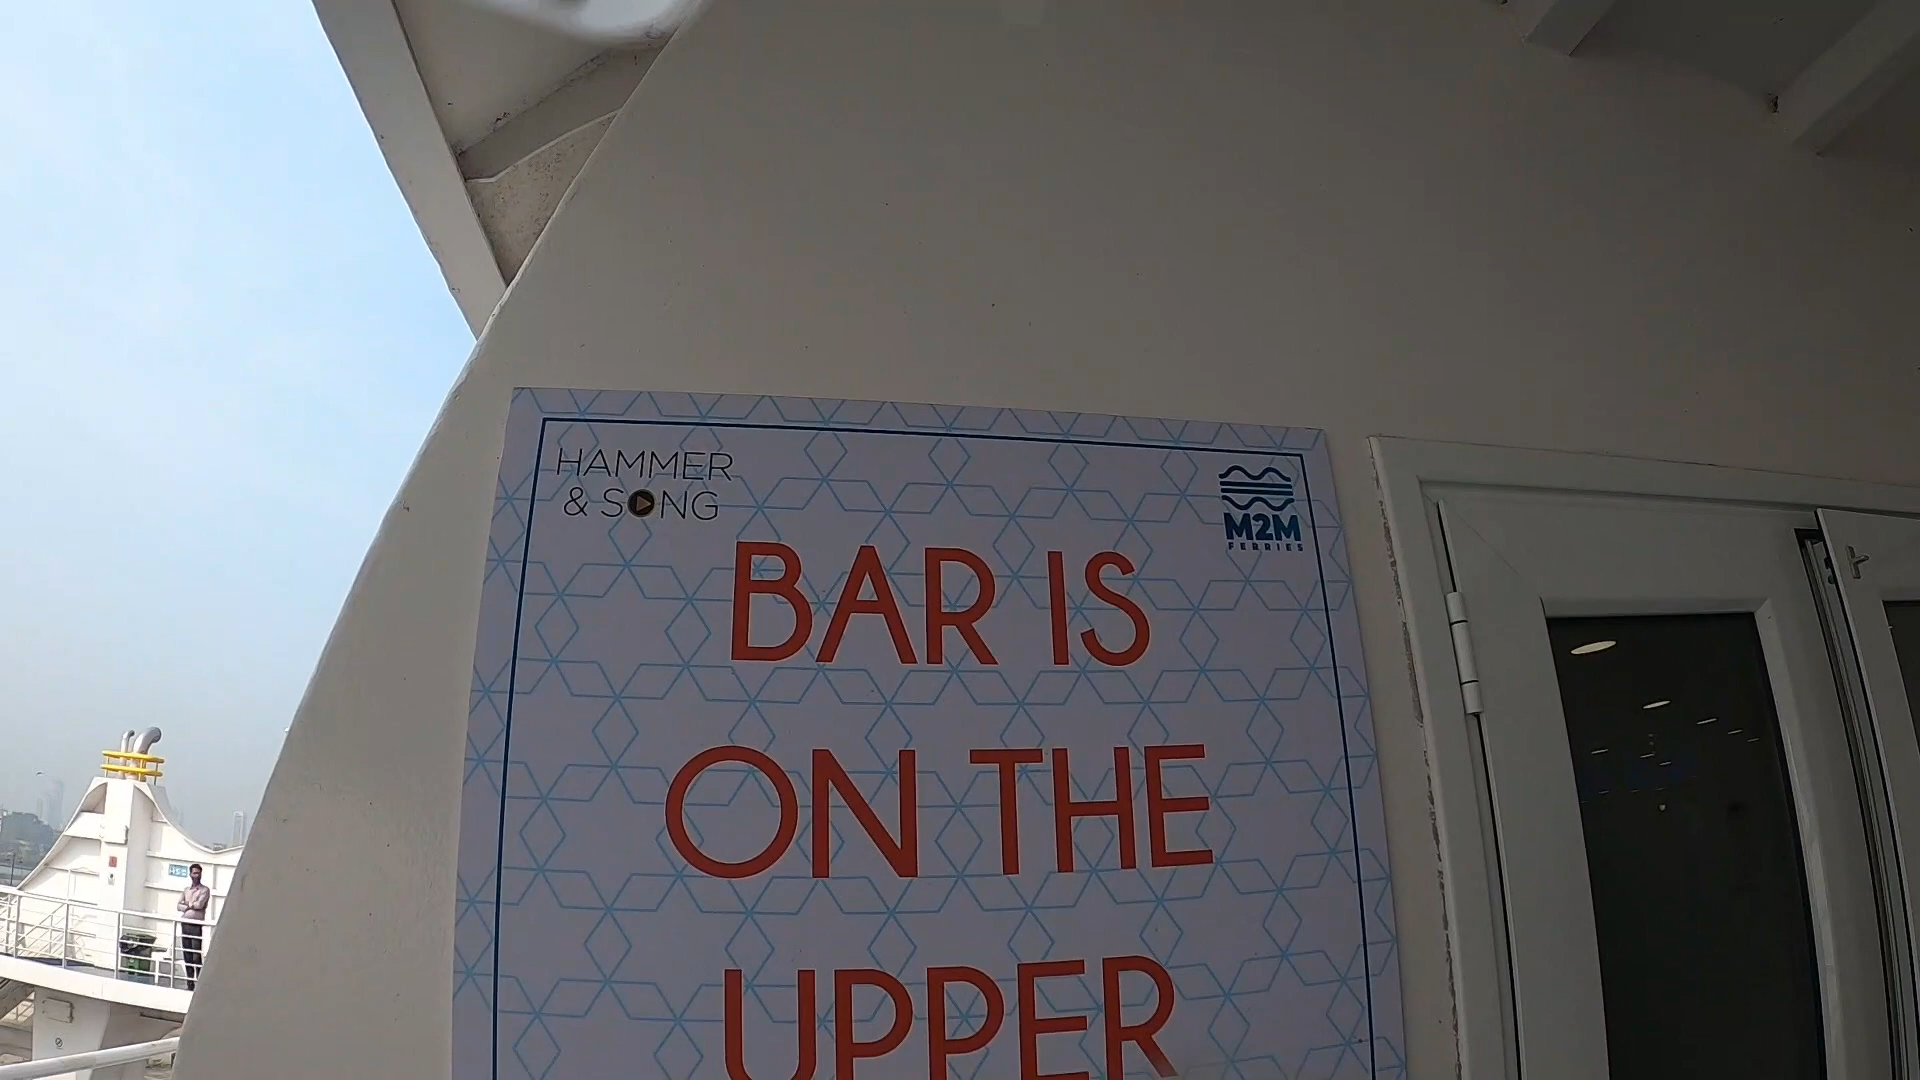 HAMMER
& SONG
M2M
FERRIES
BAR IS
ON THE
UPPER